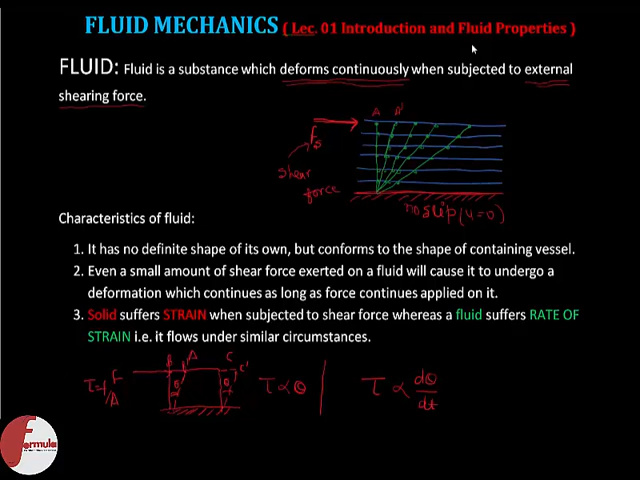 FLUID MECHANICS ( Lec. 01 Introduction and Fluid Properties )
FLUID: Fluid is a substance which deforms continuously when subjected to external
shearing force.
A A'
Fs
shear
force
no slip (u=0)
Characteristics of fluid:
1. It has no definite shape of its own, but conforms to the shape of containing vessel.
2. Even a small amount of shear force exerted on a fluid will cause it to undergo a
deformation which continues as long as force continues applied on it.
3. Solid suffers STRAIN when subjected to shear force whereas a fluid suffers RATE OF
STRAIN i.e. it flows under similar circumstances.
τ = F/A
B A C C'
θ θ
τ ∝ θ
τ ∝ dθ/dt
Formula